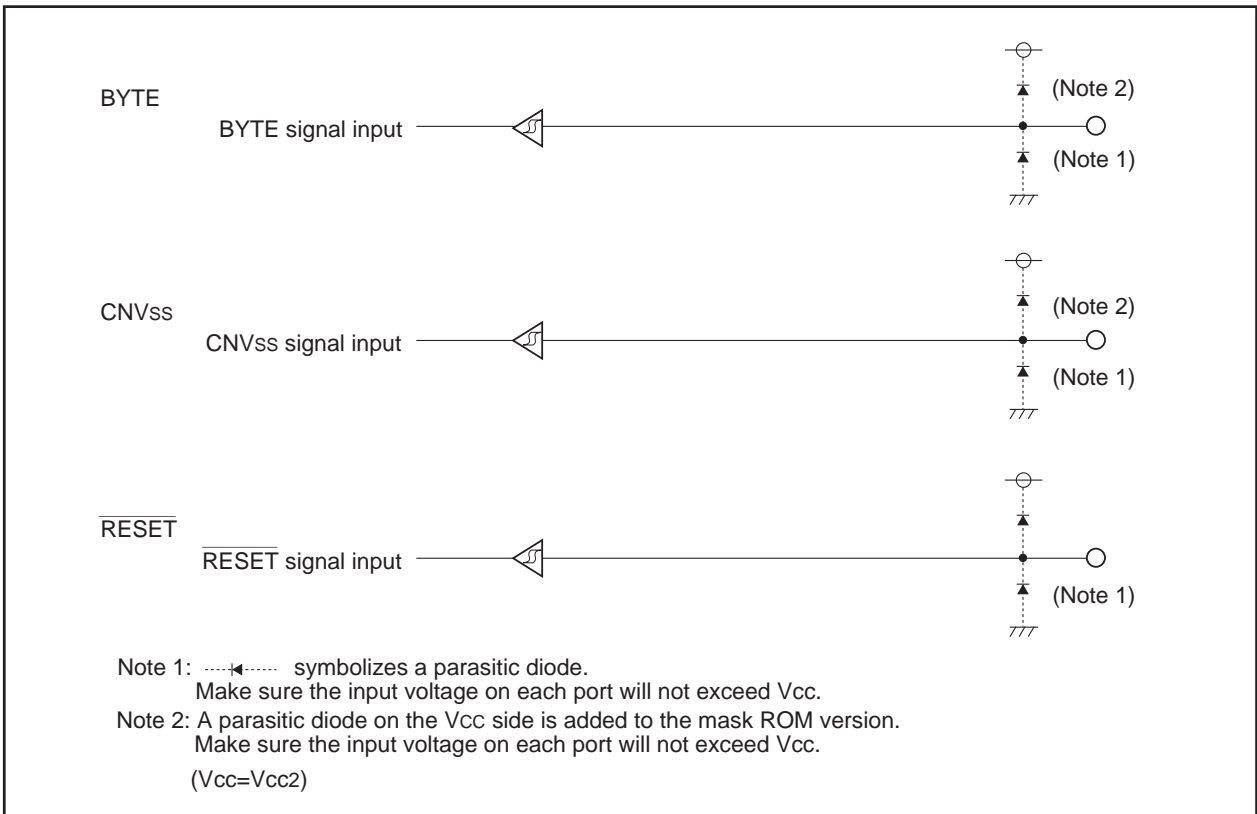 BYTE
(Note 2)
BYTE signal input
(Note 1)
CNVss
(Note 2)
CNVss signal input
(Note 1)
RESET
RESET signal input
(Note 1)
Note 1: symbolizes a parasitic diode.
Make sure the input voltage on each port will not exceed Vcc.
Note 2: A parasitic diode on the VCC side is added to the mask ROM version.
Make sure the input voltage on each port will not exceed Vcc.
(Vcc=Vcc2)